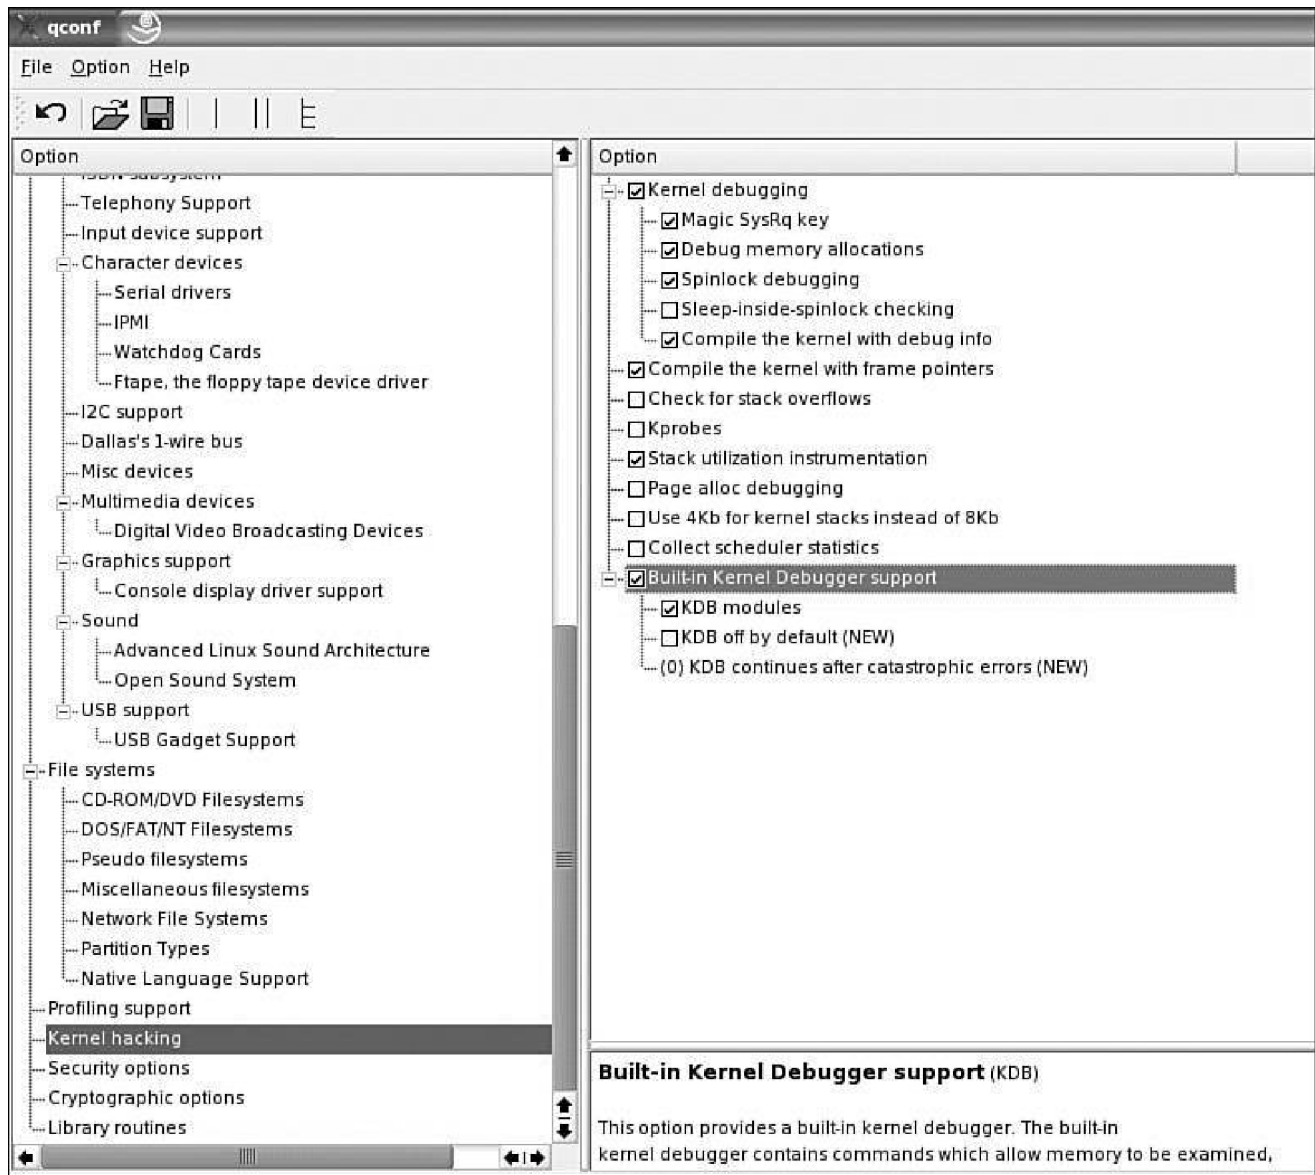 qconf
File Option Help
Option
ISDN subsystem
Telephony Support
Input device support
Character devices
Serial drivers
IPMI
Watchdog Cards
Ftape, the floppy tape device driver
I2C support
Dallas's 1-wire bus
Misc devices
Multimedia devices
Digital Video Broadcasting Devices
Graphics support
Console display driver support
Sound
Advanced Linux Sound Architecture
Open Sound System
USB support
USB Gadget Support
File systems
CD-ROM/DVD Filesystems
DOS/FAT/NT Filesystems
Pseudo filesystems
Miscellaneous filesystems
Network File Systems
Partition Types
Native Language Support
Profiling support
Kernel hacking
Security options
Cryptographic options
Library routines
Option
Kernel debugging
Magic SysRq key
Debug memory allocations
Spinlock debugging
Sleep-inside-spinlock checking
Compile the kernel with debug info
Compile the kernel with frame pointers
Check for stack overflows
Kprobes
Stack utilization instrumentation
Page alloc debugging
Use 4Kb for kernel stacks instead of 8Kb
Collect scheduler statistics
Built-in Kernel Debugger support
KDB modules
KDB off by default (NEW)
(0) KDB continues after catastrophic errors (NEW)
Built-in Kernel Debugger support (KDB)
This option provides a built-in kernel debugger. The built-in
kernel debugger contains commands which allow memory to be examined,